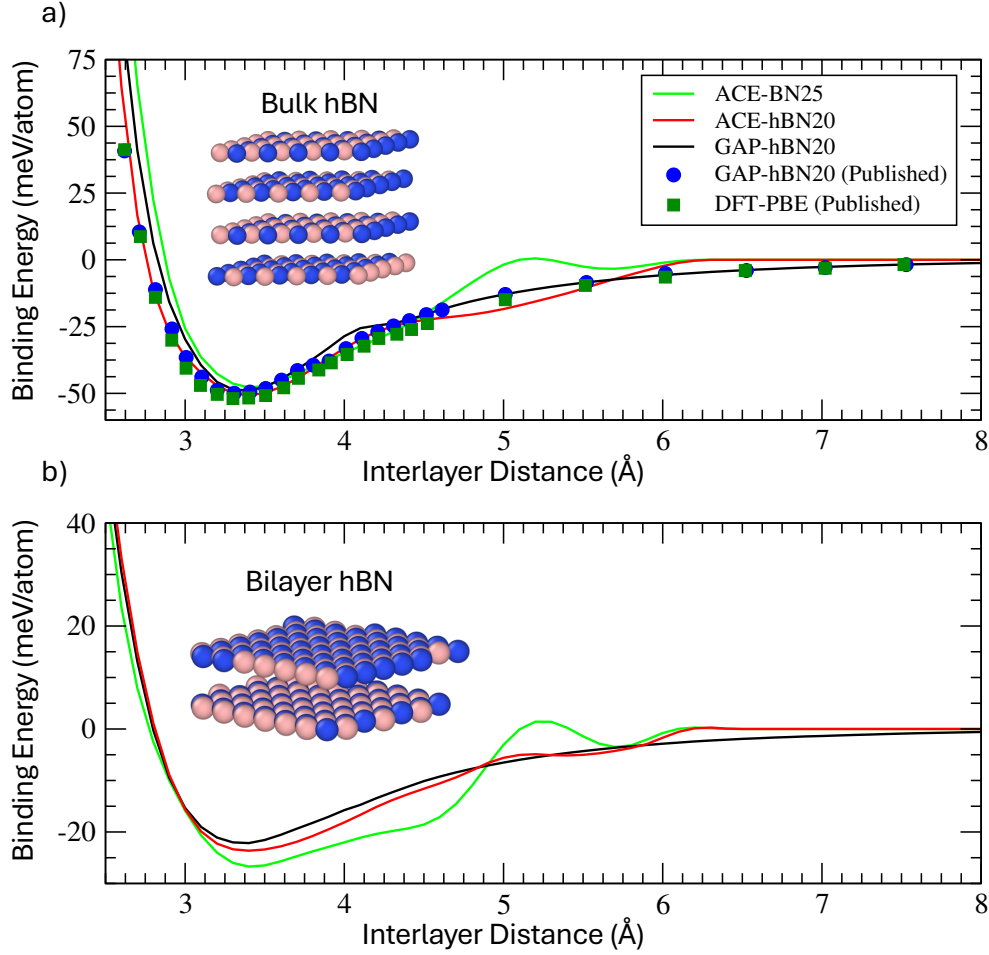 a)
75
50
25
0
-25
-50
Binding Energy (meV/atom)
Bulk hBN
ACE-BN25
ACE-hBN20
GAP-hBN20
GAP-hBN20 (Published)
DFT-PBE (Published)
3 4 5 6 7 8
Interlayer Distance (Å)
b)
40
20
0
-20
Binding Energy (meV/atom)
Bilayer hBN
3 4 5 6 7 8
Interlayer Distance (Å)